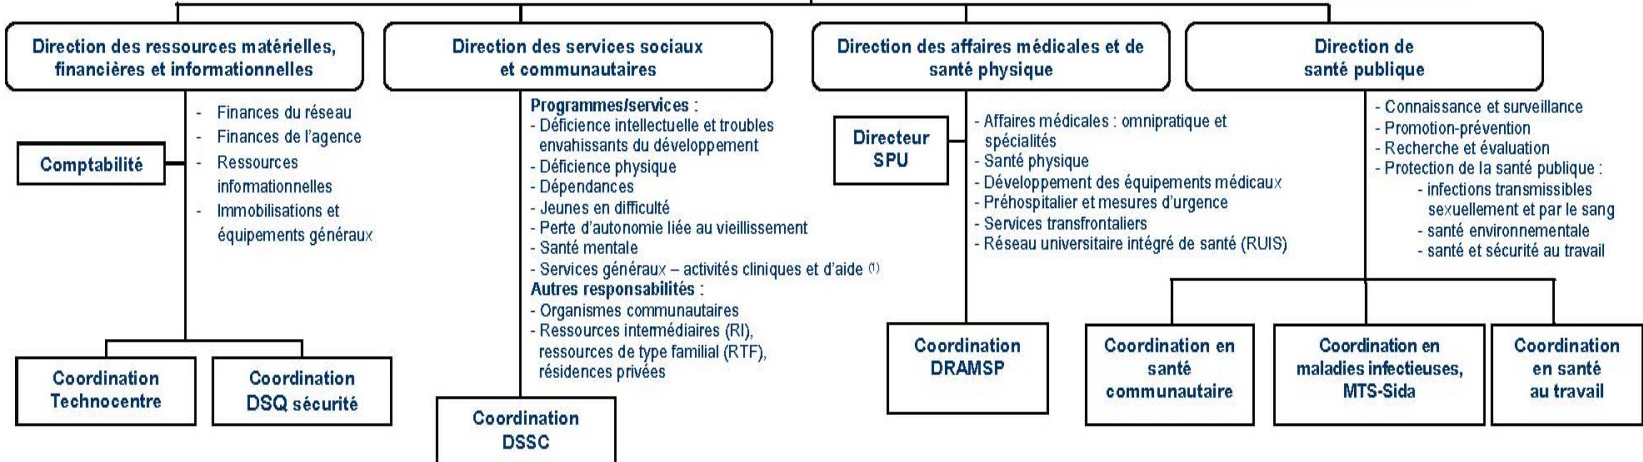 Direction des ressources matérielles,
financières et informationnelles
- Finances du réseau
- Finances de l'agence
- Ressources
informationnelles
- Immobilisations et
équipements généraux
Comptabilité
Coordination
Technocentre
Coordination
DSQ sécurité
Direction des services sociaux
et communautaires
Programmes/services :
- Déficience intellectuelle et troubles
envahissants du développement
- Déficience physique
- Dépendances
- Jeunes en difficulté
- Perte d'autonomie liée au vieillissement
- Santé mentale
- Services généraux – activités cliniques et d'aide (1)
Autres responsabilités :
- Organismes communautaires
- Ressources intermédiaires (RI),
ressources de type familial (RTF),
résidences privées
Coordination
DSSC
Direction des affaires médicales et de
santé physique
Directeur
SPU
- Affaires médicales : omnipratique et
spécialités
- Santé physique
- Développement des équipements médicaux
- Préhospitalier et mesures d'urgence
- Services transfrontaliers
- Réseau universitaire intégré de santé (RUIS)
Coordination
DRAMSP
Direction de
santé publique
- Connaissance et surveillance
- Promotion-prévention
- Recherche et évaluation
- Protection de la santé publique :
- infections transmissibles
sexuellement et par le sang
- santé environnementale
- santé et sécurité au travail
Coordination en
santé
communautaire
Coordination en
maladies infectieuses,
MTS-Sida
Coordination
en santé
au travail